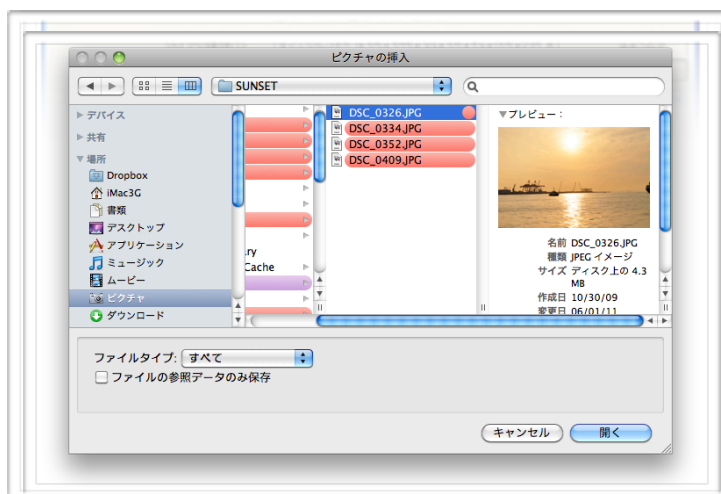 ピクチャの挿入
SUNSET
デバイス
共有
場所
Dropbox
iMac3G
書類
デスクトップ
アプリケーション
ミュージック
ムービー
ピクチャ
ダウンロード
.ry
Cache
DSC_0326.JPG
DSC_0334.JPG
DSC_0352.JPG
DSC_0409.JPG
プレビュー：
名前 DSC_0326.JPG
種類 JPEG イメージ
サイズ ディスク上の 4.3
MB
作成日 10/30/09
変更日 06/01/11
ファイルタイプ: すべて
ファイルの参照データのみ保存
キャンセル
開く